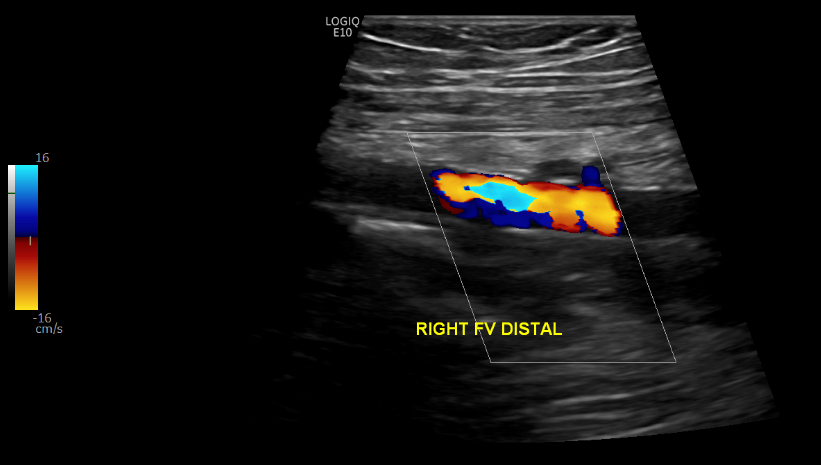 LOGIQ
E10
16
-16
cm/s
RIGHT FV DISTAL